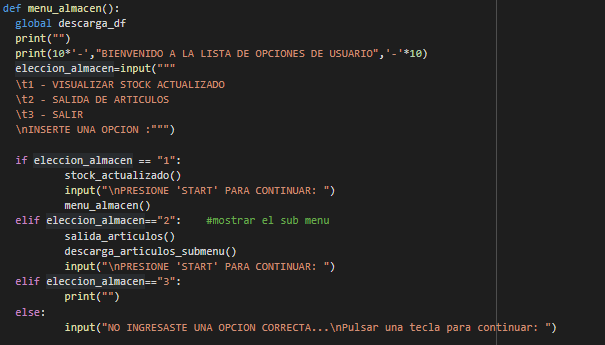 def menu_almacen():
  global descarga_df
  print("")
  print(10*'-',"BIENVENIDO A LA LISTA DE OPCIONES DE USUARIO",'-'*10)
  eleccion_almacen=input("""
  \t1 - VISUALIZAR STOCK ACTUALIZADO
  \t2 - SALIDA DE ARTICULOS
  \t3 - SALIR
  \nINSERTE UNA OPCION :""")

  if eleccion_almacen == "1":
          stock_actualizado()
          input("\nPRESIONE 'START' PARA CONTINUAR: ")
          menu_almacen()
  elif eleccion_almacen=="2":    #mostrar el sub menu
          salida_articulos()
          descarga_articulos_submenu()
          input("\nPRESIONE 'START' PARA CONTINUAR: ")
  elif eleccion_almacen=="3":
          print("")
  else:
          input("NO INGRESASTE UNA OPCION CORRECTA...\nPulsar una tecla para continuar: ")